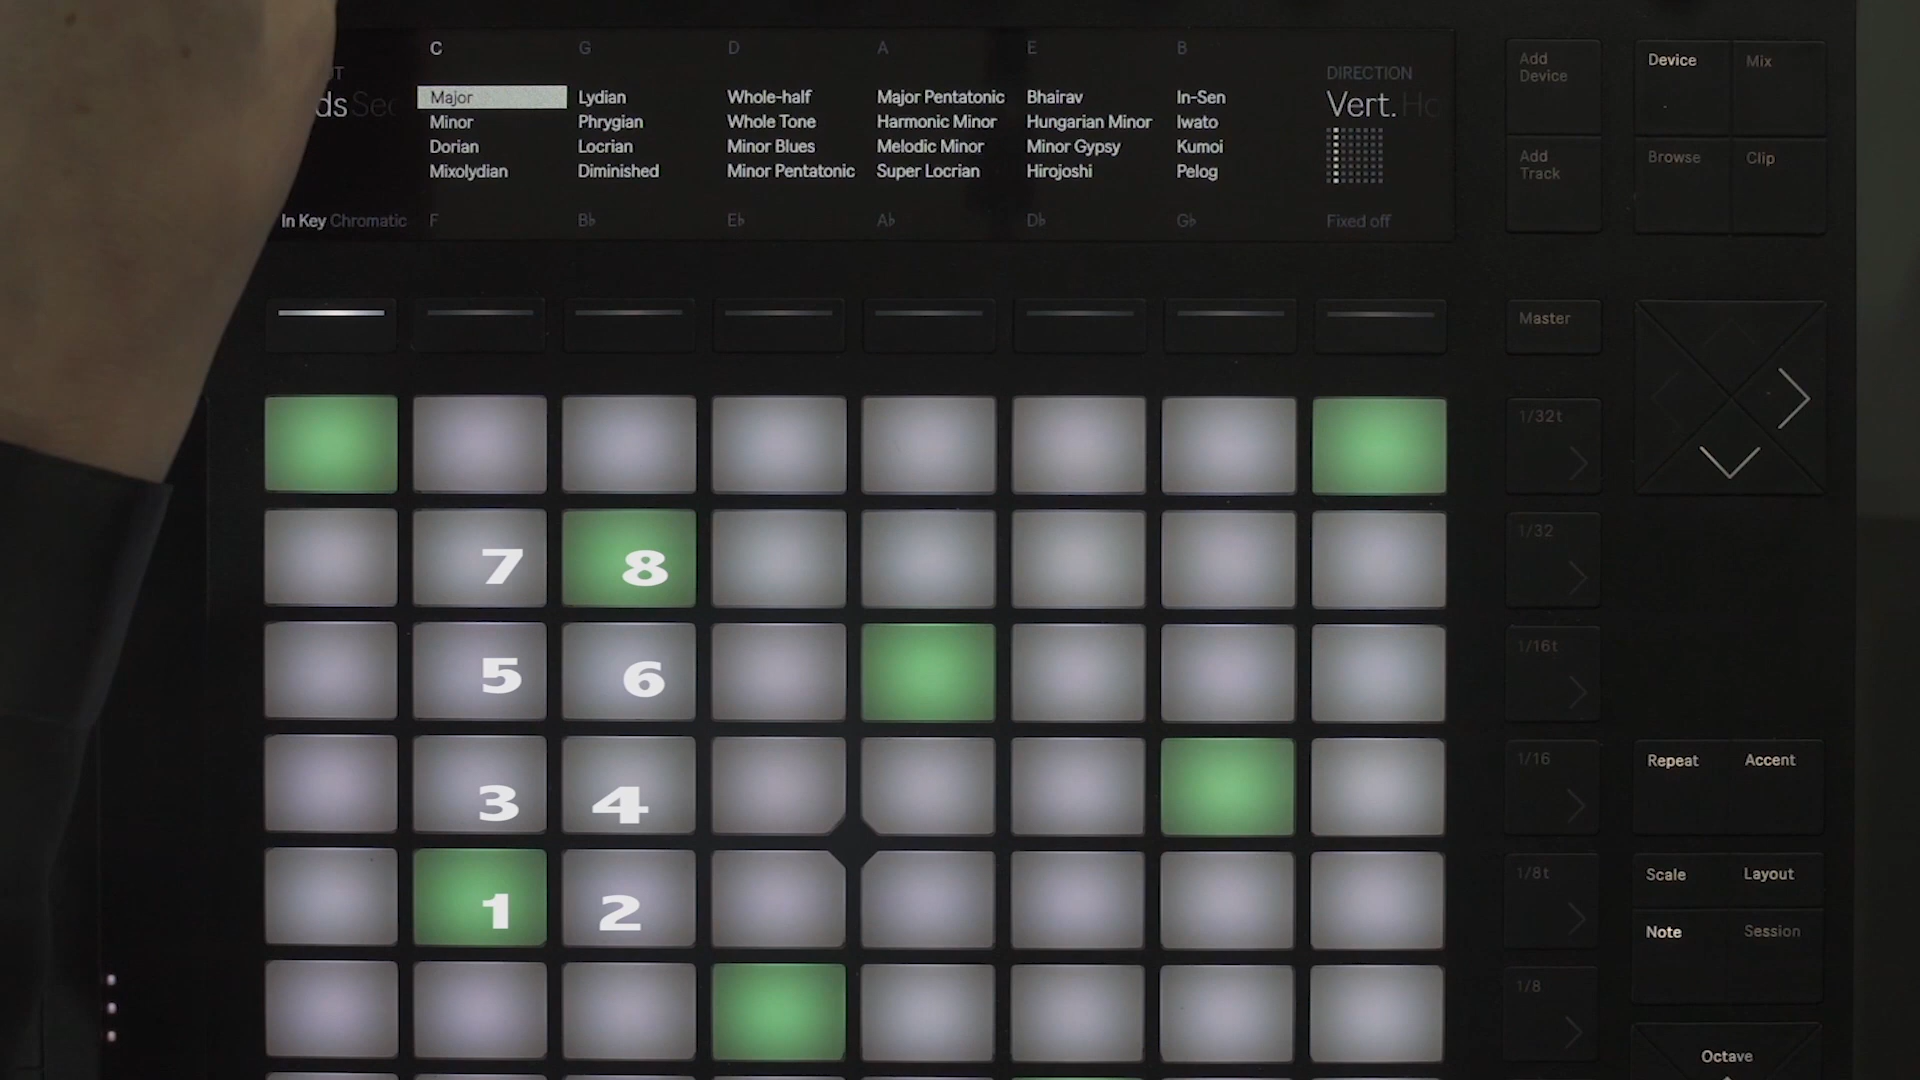 C G D A E B
DIRECTION
Major Lydian Whole-half Major Pentatonic Bhairav In-Sen
Vert.
Minor Phrygian Whole Tone Harmonic Minor Hungarian Minor Iwato
Dorian Locrian Minor Blues Melodic Minor Minor Gypsy Kumoi
Mixolydian Diminished Minor Pentatonic Super Locrian Hirojoshi Pelog
In Key Chromatic F B♭ E♭ A♭ D♭ G♭ Fixed off
Add Device
Device Mix
Add Track
Browse Clip
Master
1/32t
1/32
7 8
1/16t
5 6
1/16
Repeat Accent
3 4
1/8t
Scale Layout
1 2
Note Session
1/8
Octave